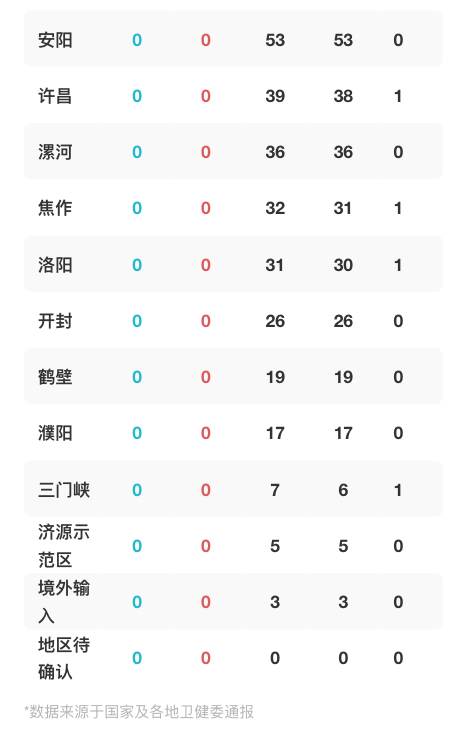 安阳 0 0 53 53 0
许昌 0 0 39 38 1
漯河 0 0 36 36 0
焦作 0 0 32 31 1
洛阳 0 0 31 30 1
开封 0 0 26 26 0
鹤壁 0 0 19 19 0
濮阳 0 0 17 17 0
三门峡 0 0 7 6 1
济源示
范区 0 0 5 5 0
境外输
入 0 0 3 3 0
地区待
确认 0 0 0 0 0
*数据来源于国家及各地卫健委通报